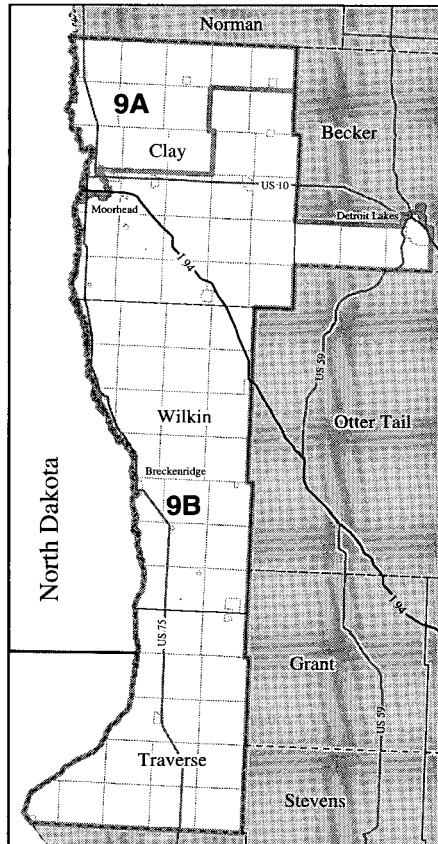 Norman
9A
Becker
Clay
US 10
Moorhead
Detroit Lakes
I 94
US 59
Wilkin
Otter Tail
Breckenridge
9B
North Dakota
I 94
US 75
Grant
US 59
Traverse
Stevens